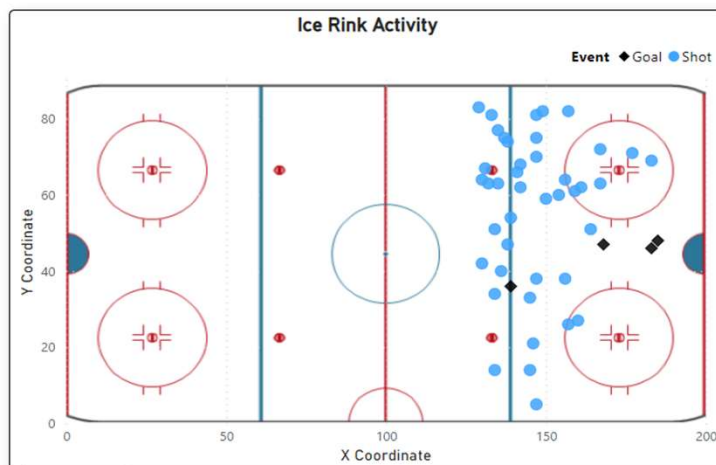 Ice Rink Activity
Event Goal Shot
80
60
40
20
0
Y Coordinate
0 50 100 150 200
X Coordinate